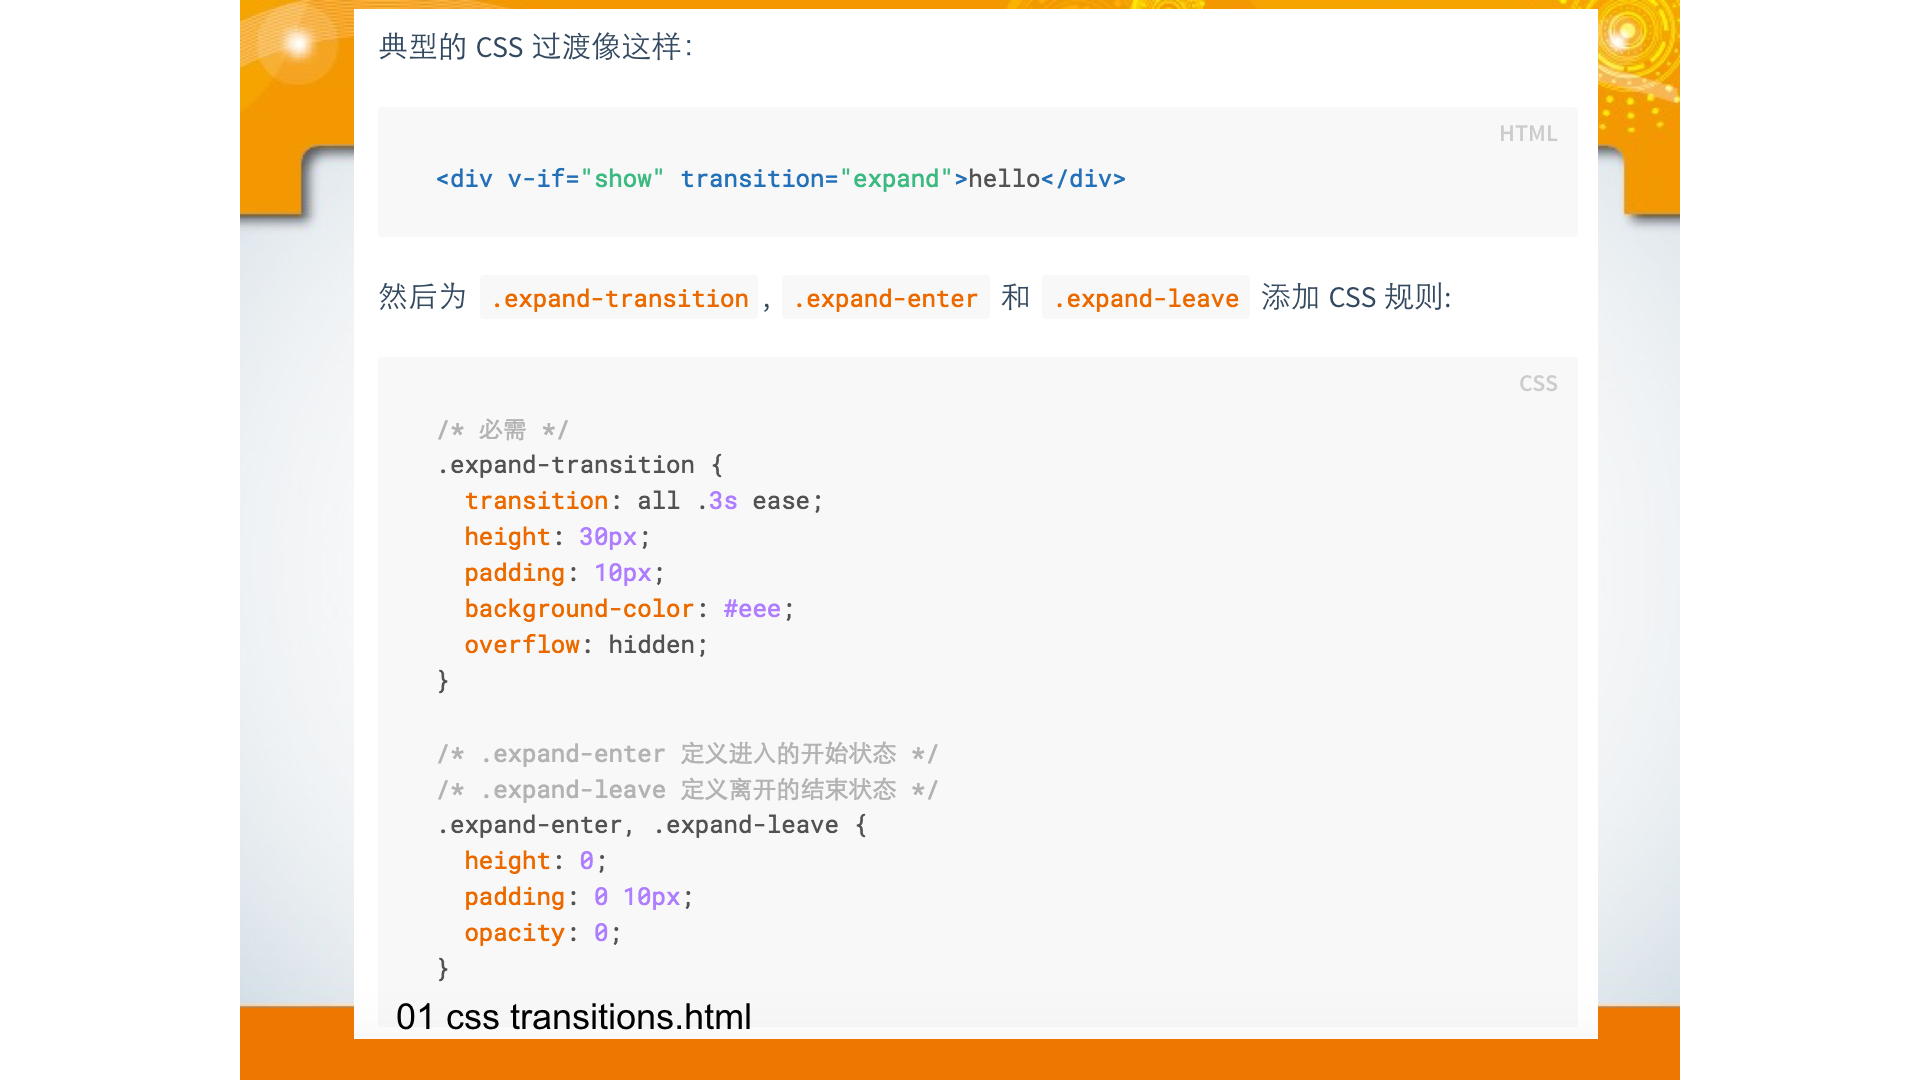 典型的 CSS 过渡像这样：
HTML
<div v-if="show" transition="expand">hello</div>
然后为 .expand-transition, .expand-enter 和 .expand-leave 添加 CSS 规则:
CSS
/* 必需 */
.expand-transition {
  transition: all .3s ease;
  height: 30px;
  padding: 10px;
  background-color: #eee;
  overflow: hidden;
}
/* .expand-enter 定义进入的开始状态 */
/* .expand-leave 定义离开的结束状态 */
.expand-enter, .expand-leave {
  height: 0;
  padding: 0 10px;
  opacity: 0;
}
01 css transitions.html